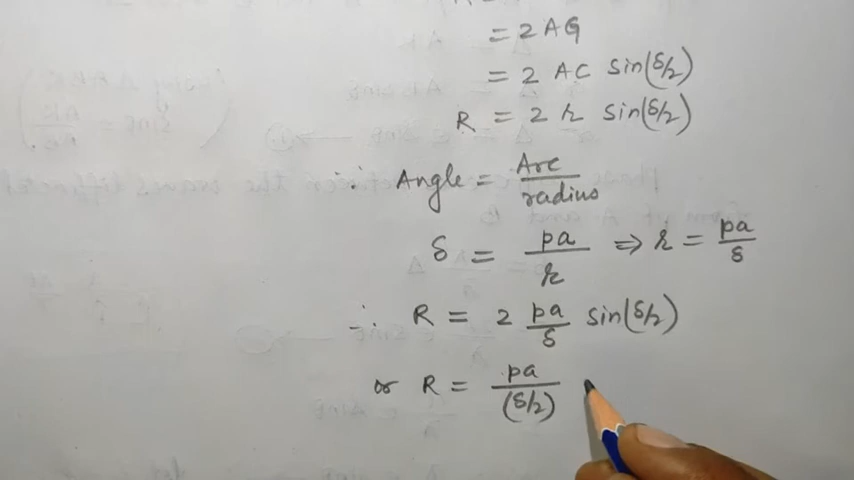 = 2 AG
= 2 AC Sin(δ/2)
R = 2 r Sin(δ/2)
∵ Angle = Arc/radius
δ = pa/r ⇒ r = pa/δ
∴ R = 2 pa/δ Sin(δ/2)
or R = pa/(δ/2)